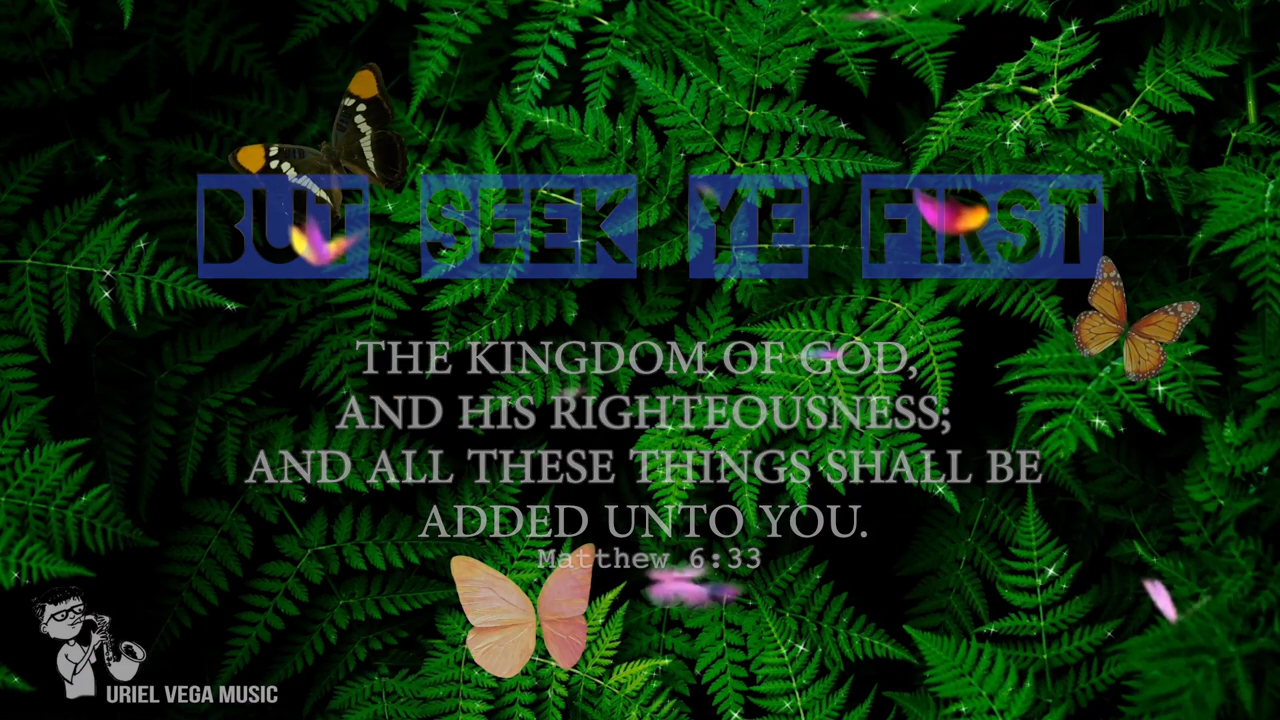 BUT SEEK YE FIRST
THE KINGDOM OF GOD,
AND HIS RIGHTEOUSNESS;
AND ALL THESE THINGS SHALL BE
ADDED UNTO YOU.
Matthew 6:33
URIEL VEGA MUSIC